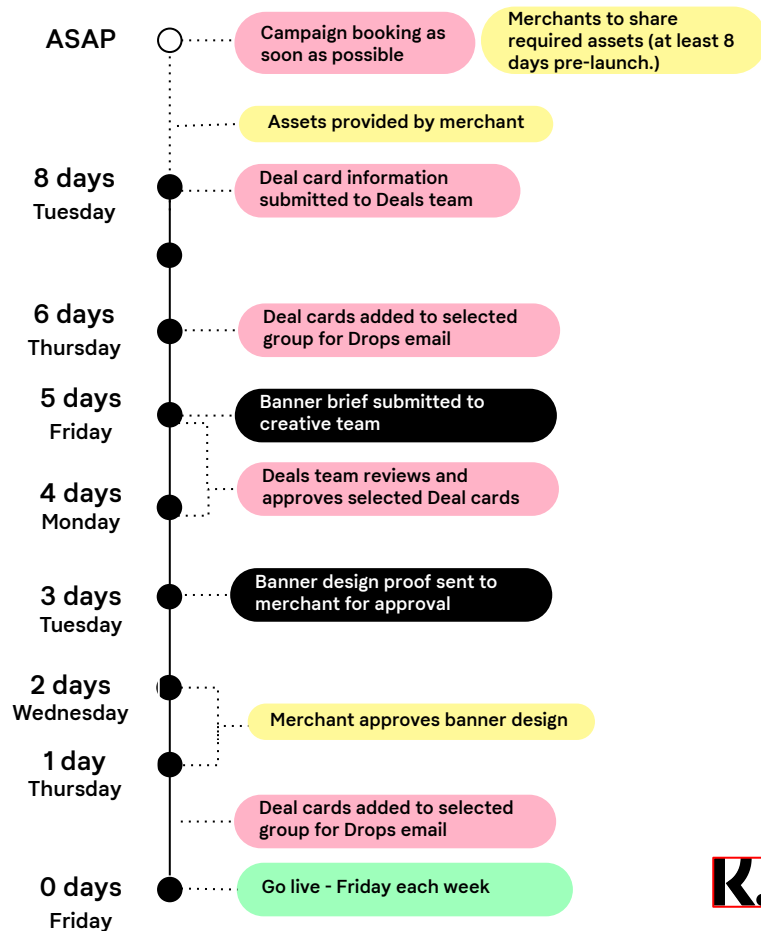 ASAP
Campaign booking as
soon as possible
Merchants to share
required assets (at least 8
days pre-launch.)
Assets provided by merchant
8 days
Tuesday
Deal card information
submitted to Deals team
6 days
Thursday
Deal cards added to selected
group for Drops email
5 days
Friday
Banner brief submitted to
creative team
Deals team reviews and
approves selected Deal cards
4 days
Monday
3 days
Tuesday
Banner design proof sent to
merchant for approval
2 days
Wednesday
Merchant approves banner design
1 day
Thursday
Deal cards added to selected
group for Drops email
0 days
Friday
Go live - Friday each week
K.